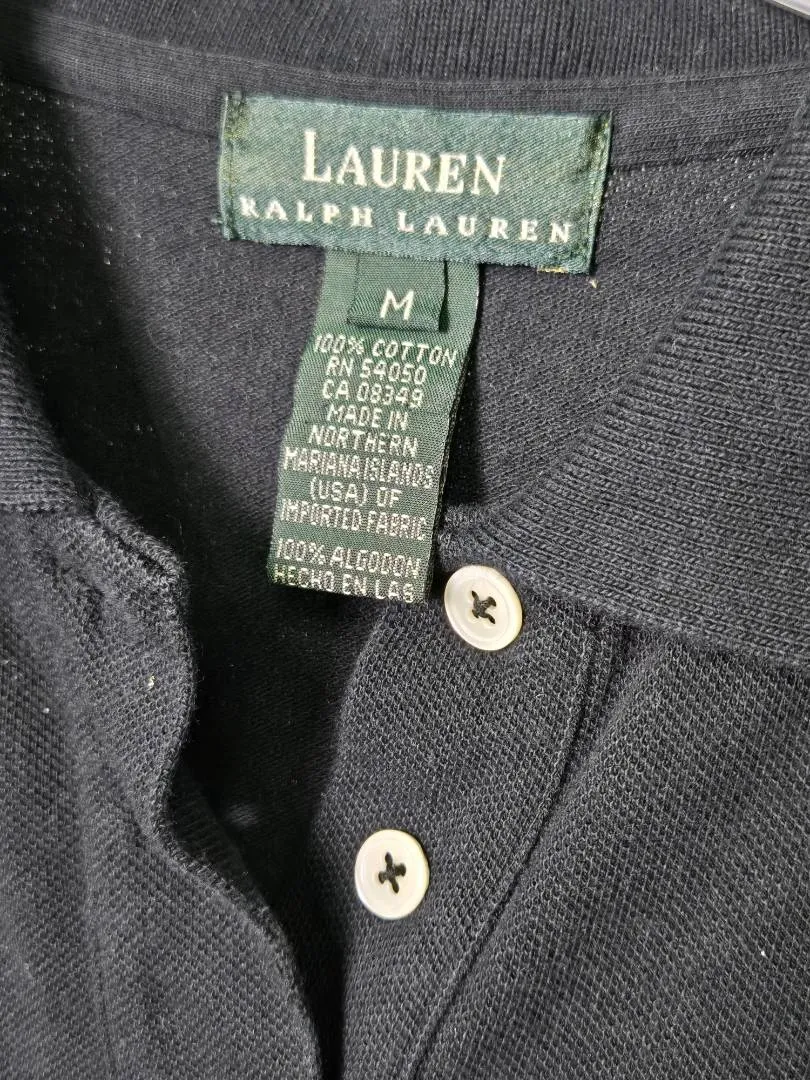 LAUREN
RALPH LAUREN
M
100% COTTON
RN 54050
CA 08349
MADE IN
NORTHERN
MARIANA ISLANDS
(USA) OF
IMPORTED FABRIC
100% ALGODON
HECHO EN LAS